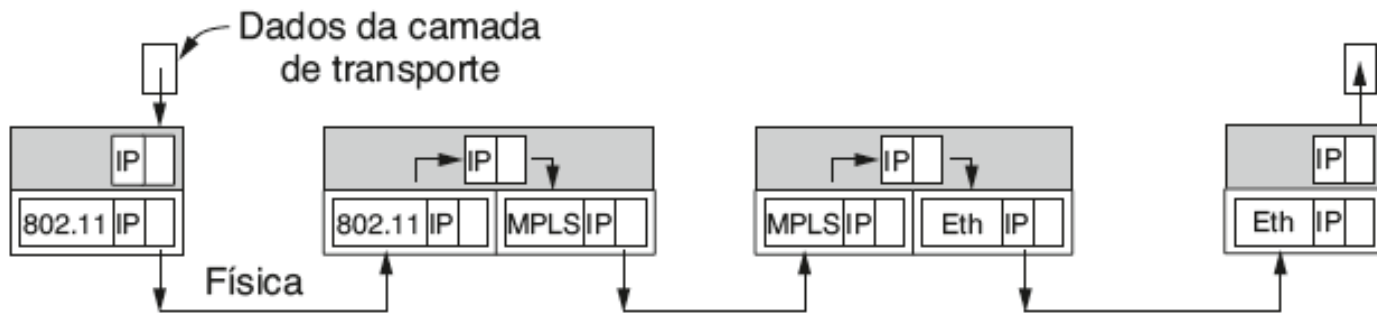 Dados da camada
de transporte
IP IP IP IP
802.11 IP 802.11 IP MPLS IP MPLS IP Eth IP Eth IP
Física